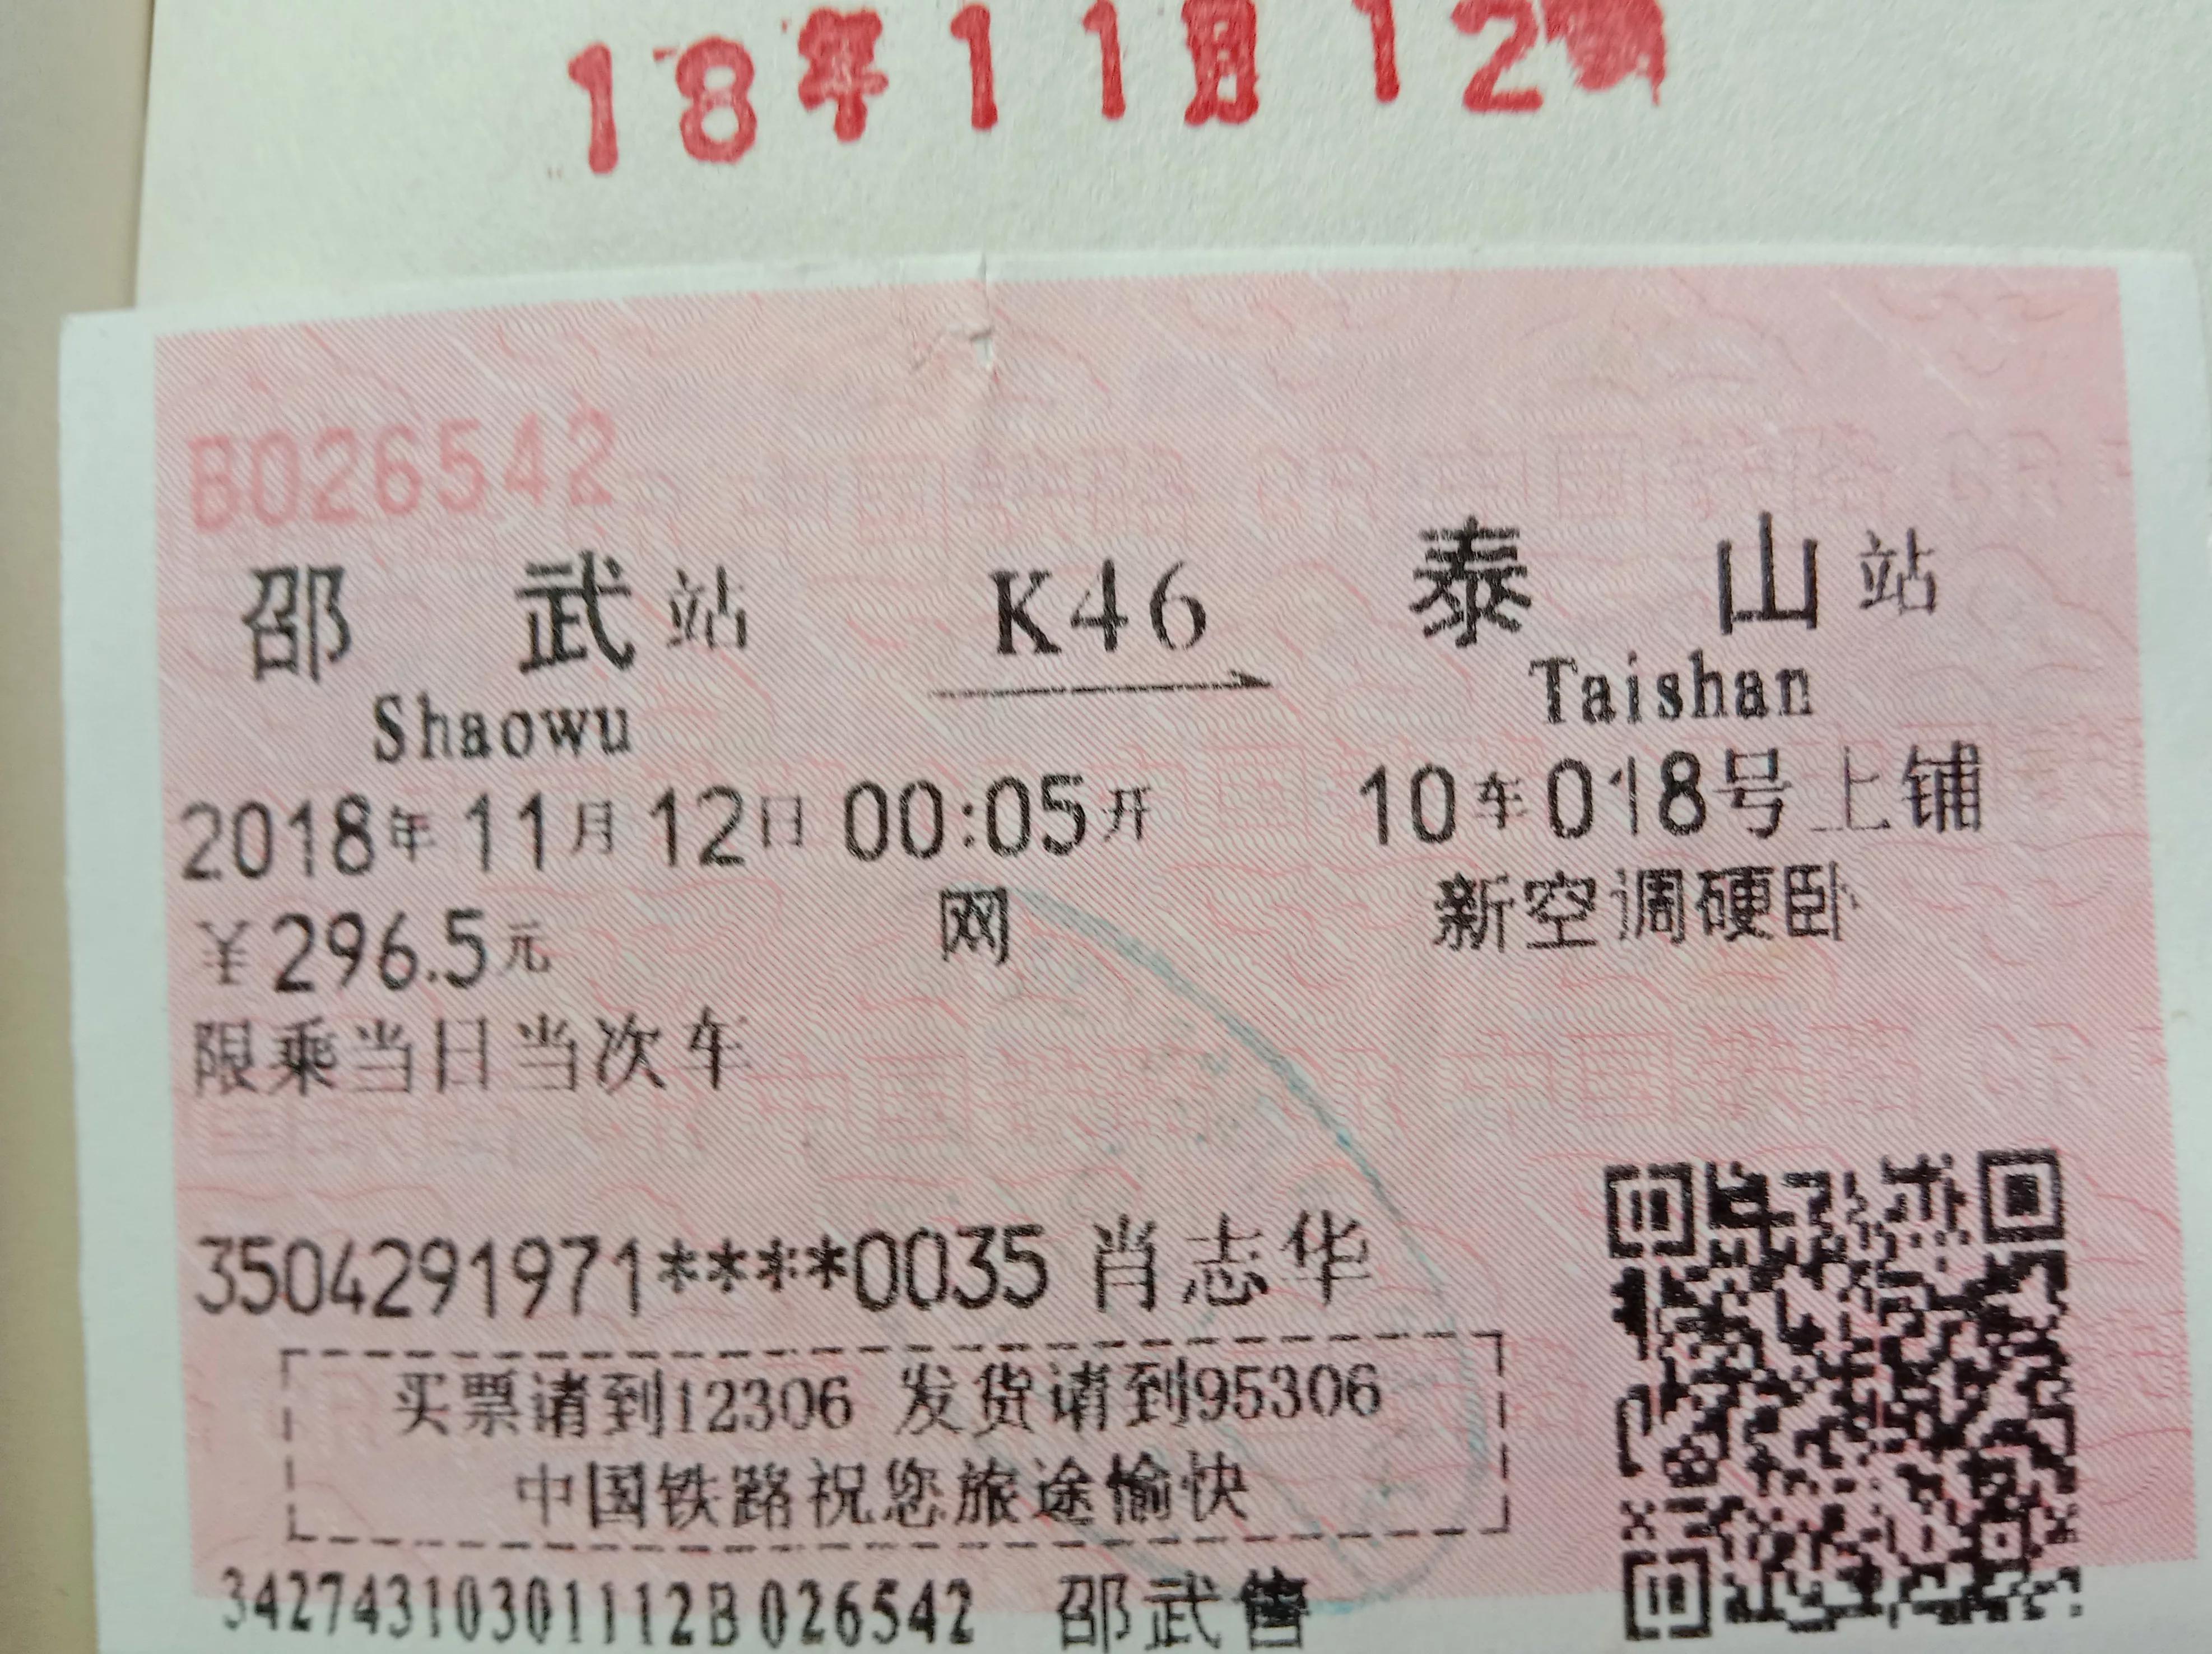 18年11月12
B026542
邵武站 K46 泰山站
Shaowu Taishan
2018年11月12日00:05开 10车018号上铺
¥296.5元 网 新空调硬卧
限乘当日当次车
3504291971****0035 肖志华
买票请到12306 发货请到95306
中国铁路祝您旅途愉快
34274310301112B026542 邵武售